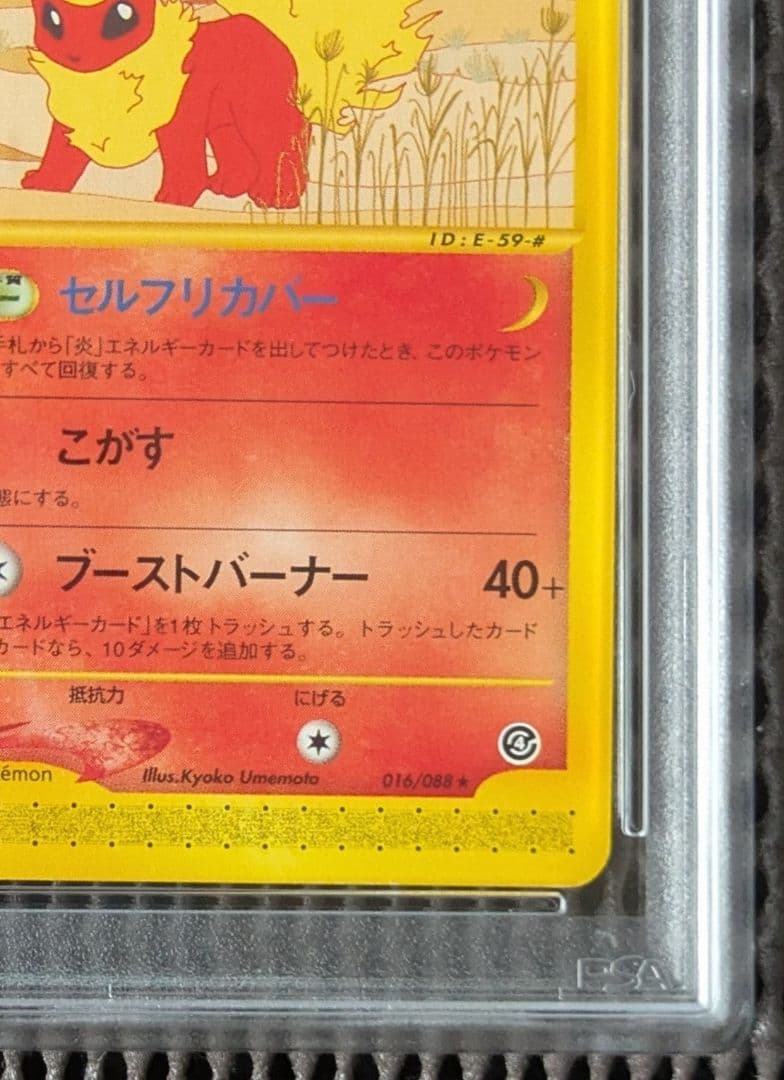 ID:E-59-#
セルフリカバー
手札から「炎」エネルギーカードを出してつけたとき、このポケモン
すべて回復する。
こがす
態にする。
ブーストバーナー 40+
エネルギーカード」を1枚トラッシュする。トラッシュしたカード
カードなら、10ダメージを追加する。
抵抗力 にげる
émon Illus.Kyoko Umemoto 016/088 ★
PSA